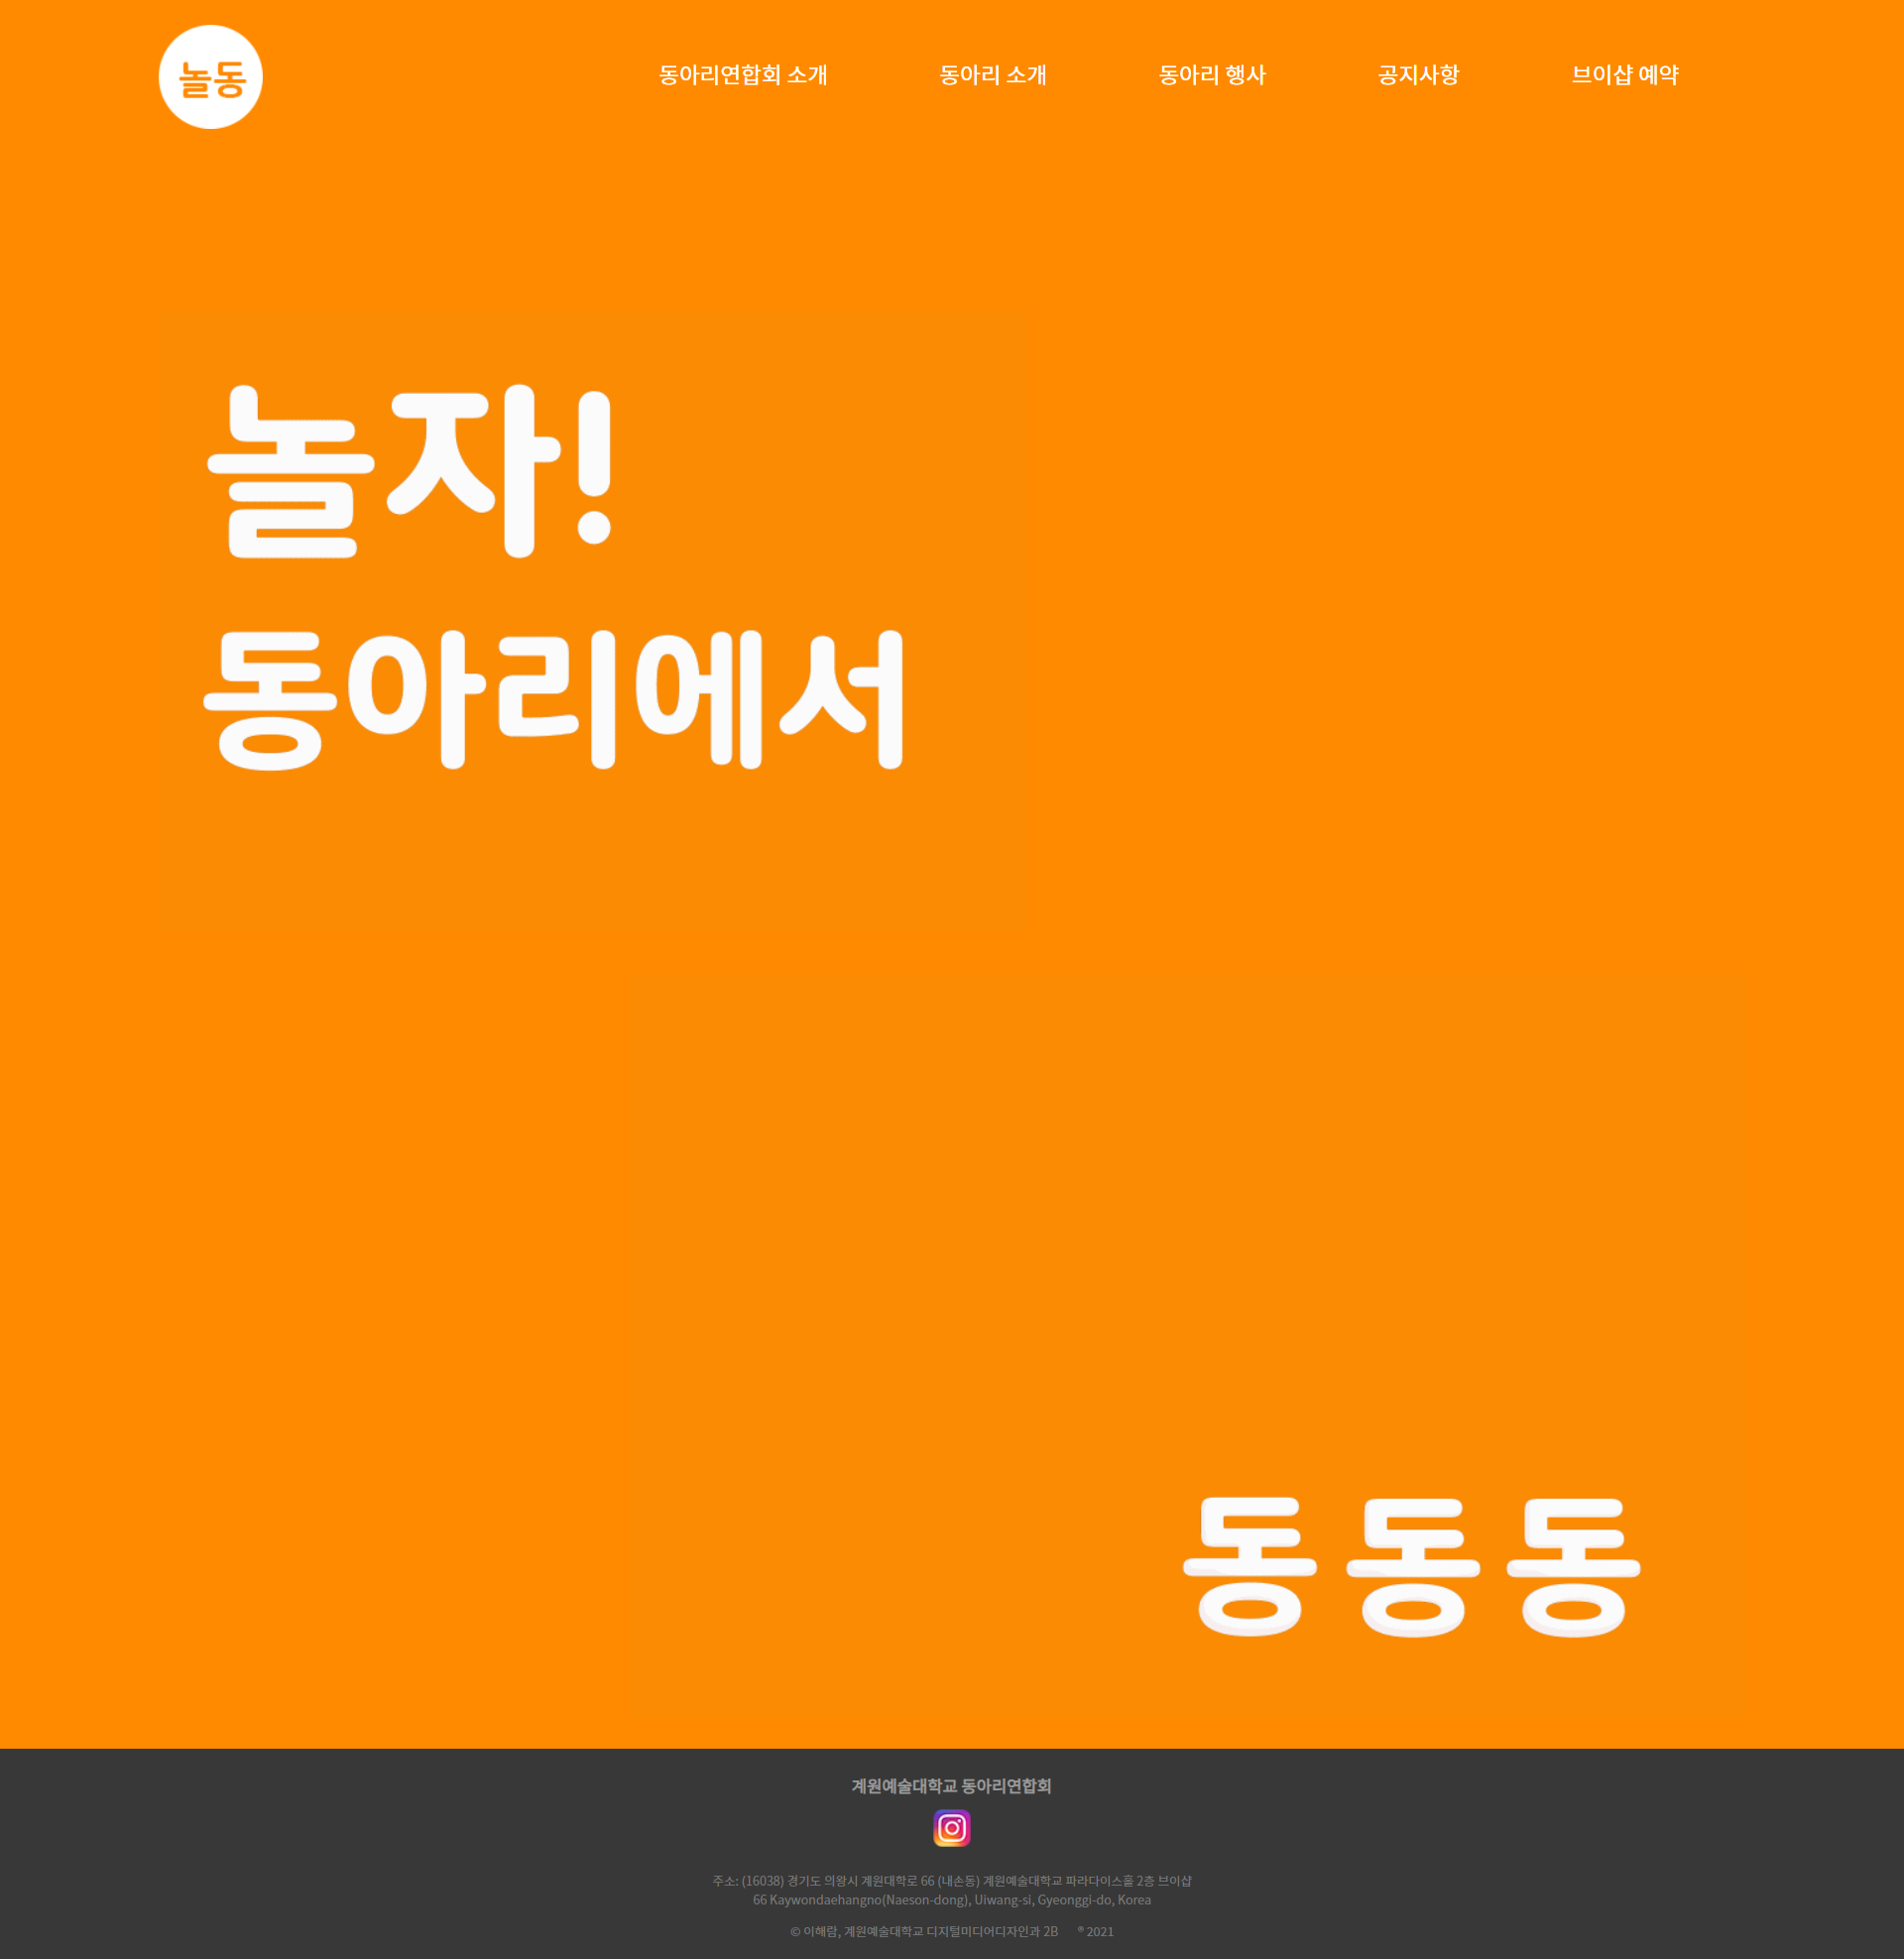 놀동
동아리연합회 소개 동아리 소개 동아리 행사 공지사항 브이샵 예약
놀자!
동아리에서
동 동 동
계원예술대학교 동아리연합회
주소: (16038) 경기도 의왕시 계원대학로 66 (내손동) 계원예술대학교 파라다이스홀 2층 브이샵
66 Kaywondaehangno(Naeson-dong), Uiwang-si, Gyeonggi-do, Korea
© 이해람, 계원예술대학교 디지털미디어디자인과 2B ® 2021